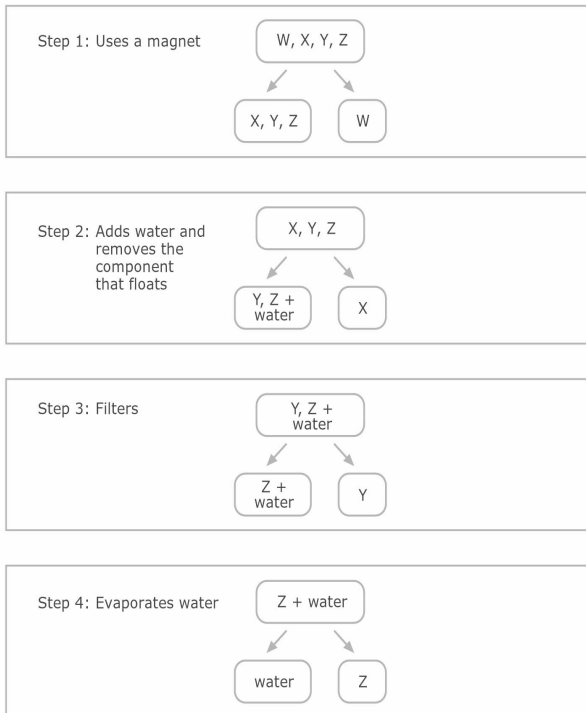 Step 1: Uses a magnet
W, X, Y, Z
X, Y, Z
W
Step 2: Adds water and
removes the
component
that floats
X, Y, Z
Y, Z +
water
X
Step 3: Filters
Y, Z +
water
Z +
water
Y
Step 4: Evaporates water
Z + water
water
Z